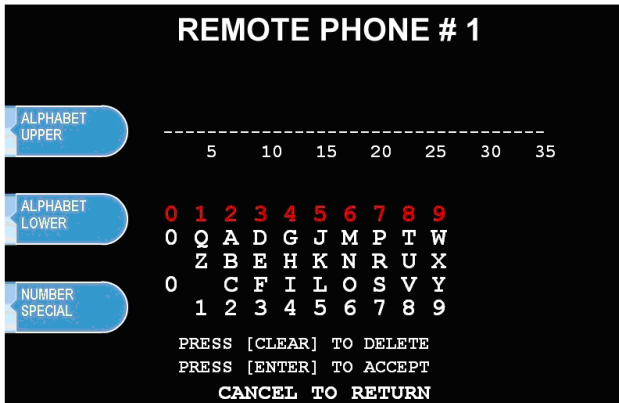 REMOTE PHONE # 1
ALPHABET
UPPER
-----------------------------------
5 10 15 20 25 30 35
ALPHABET
LOWER
0 1 2 3 4 5 6 7 8 9
0 Q A D G J M P T W
Z B E H K N R U X
0 C F I L O S V Y
1 2 3 4 5 6 7 8 9
NUMBER
SPECIAL
PRESS [CLEAR] TO DELETE
PRESS [ENTER] TO ACCEPT
CANCEL TO RETURN